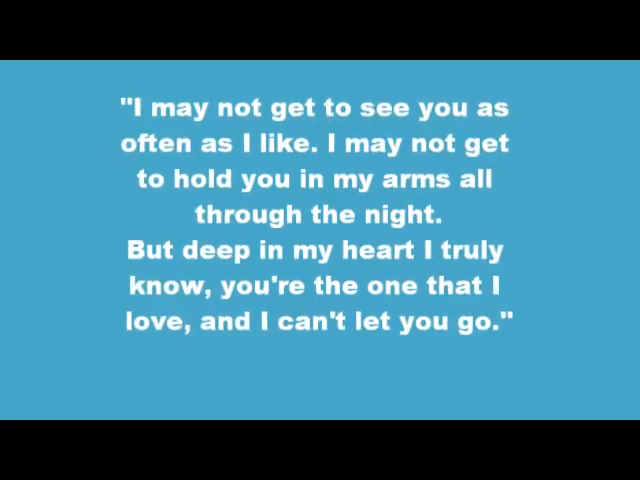 "I may not get to see you as
often as I like. I may not get
to hold you in my arms all
through the night.
But deep in my heart I truly
know, you're the one that I
love, and I can't let you go."